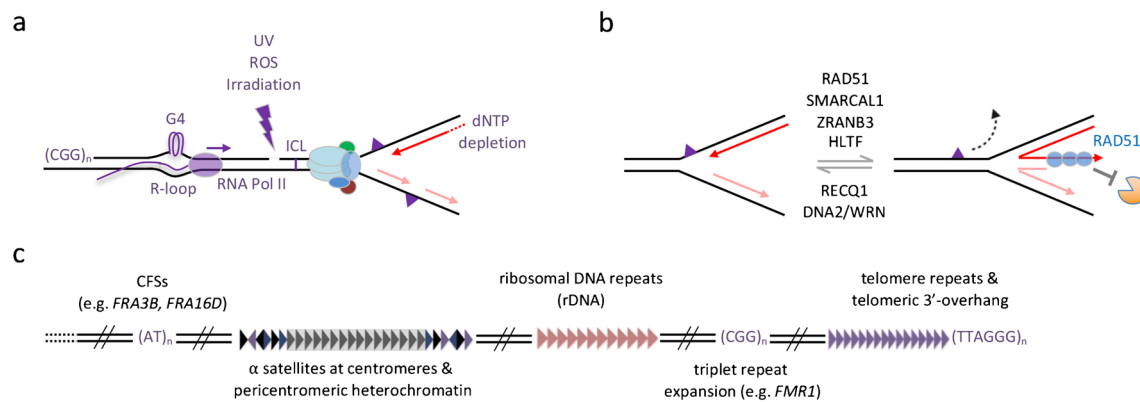 a
UV
ROS
Irradiation
G4
(CGG)n
ICL
dNTP
depletion
R-loop
RNA Pol II
b
RAD51
SMARCAL1
ZRANB3
HLTF
RECQ1
DNA2/WRN
RAD51
c
CFSs
(e.g. FRA3B, FRA16D)
ribosomal DNA repeats
(rDNA)
telomere repeats &
telomeric 3'-overhang
(AT)n
(CGG)n
(TTAGGG)n
α satellites at centromeres &
pericentromeric heterochromatin
triplet repeat
expansion (e.g. FMR1)